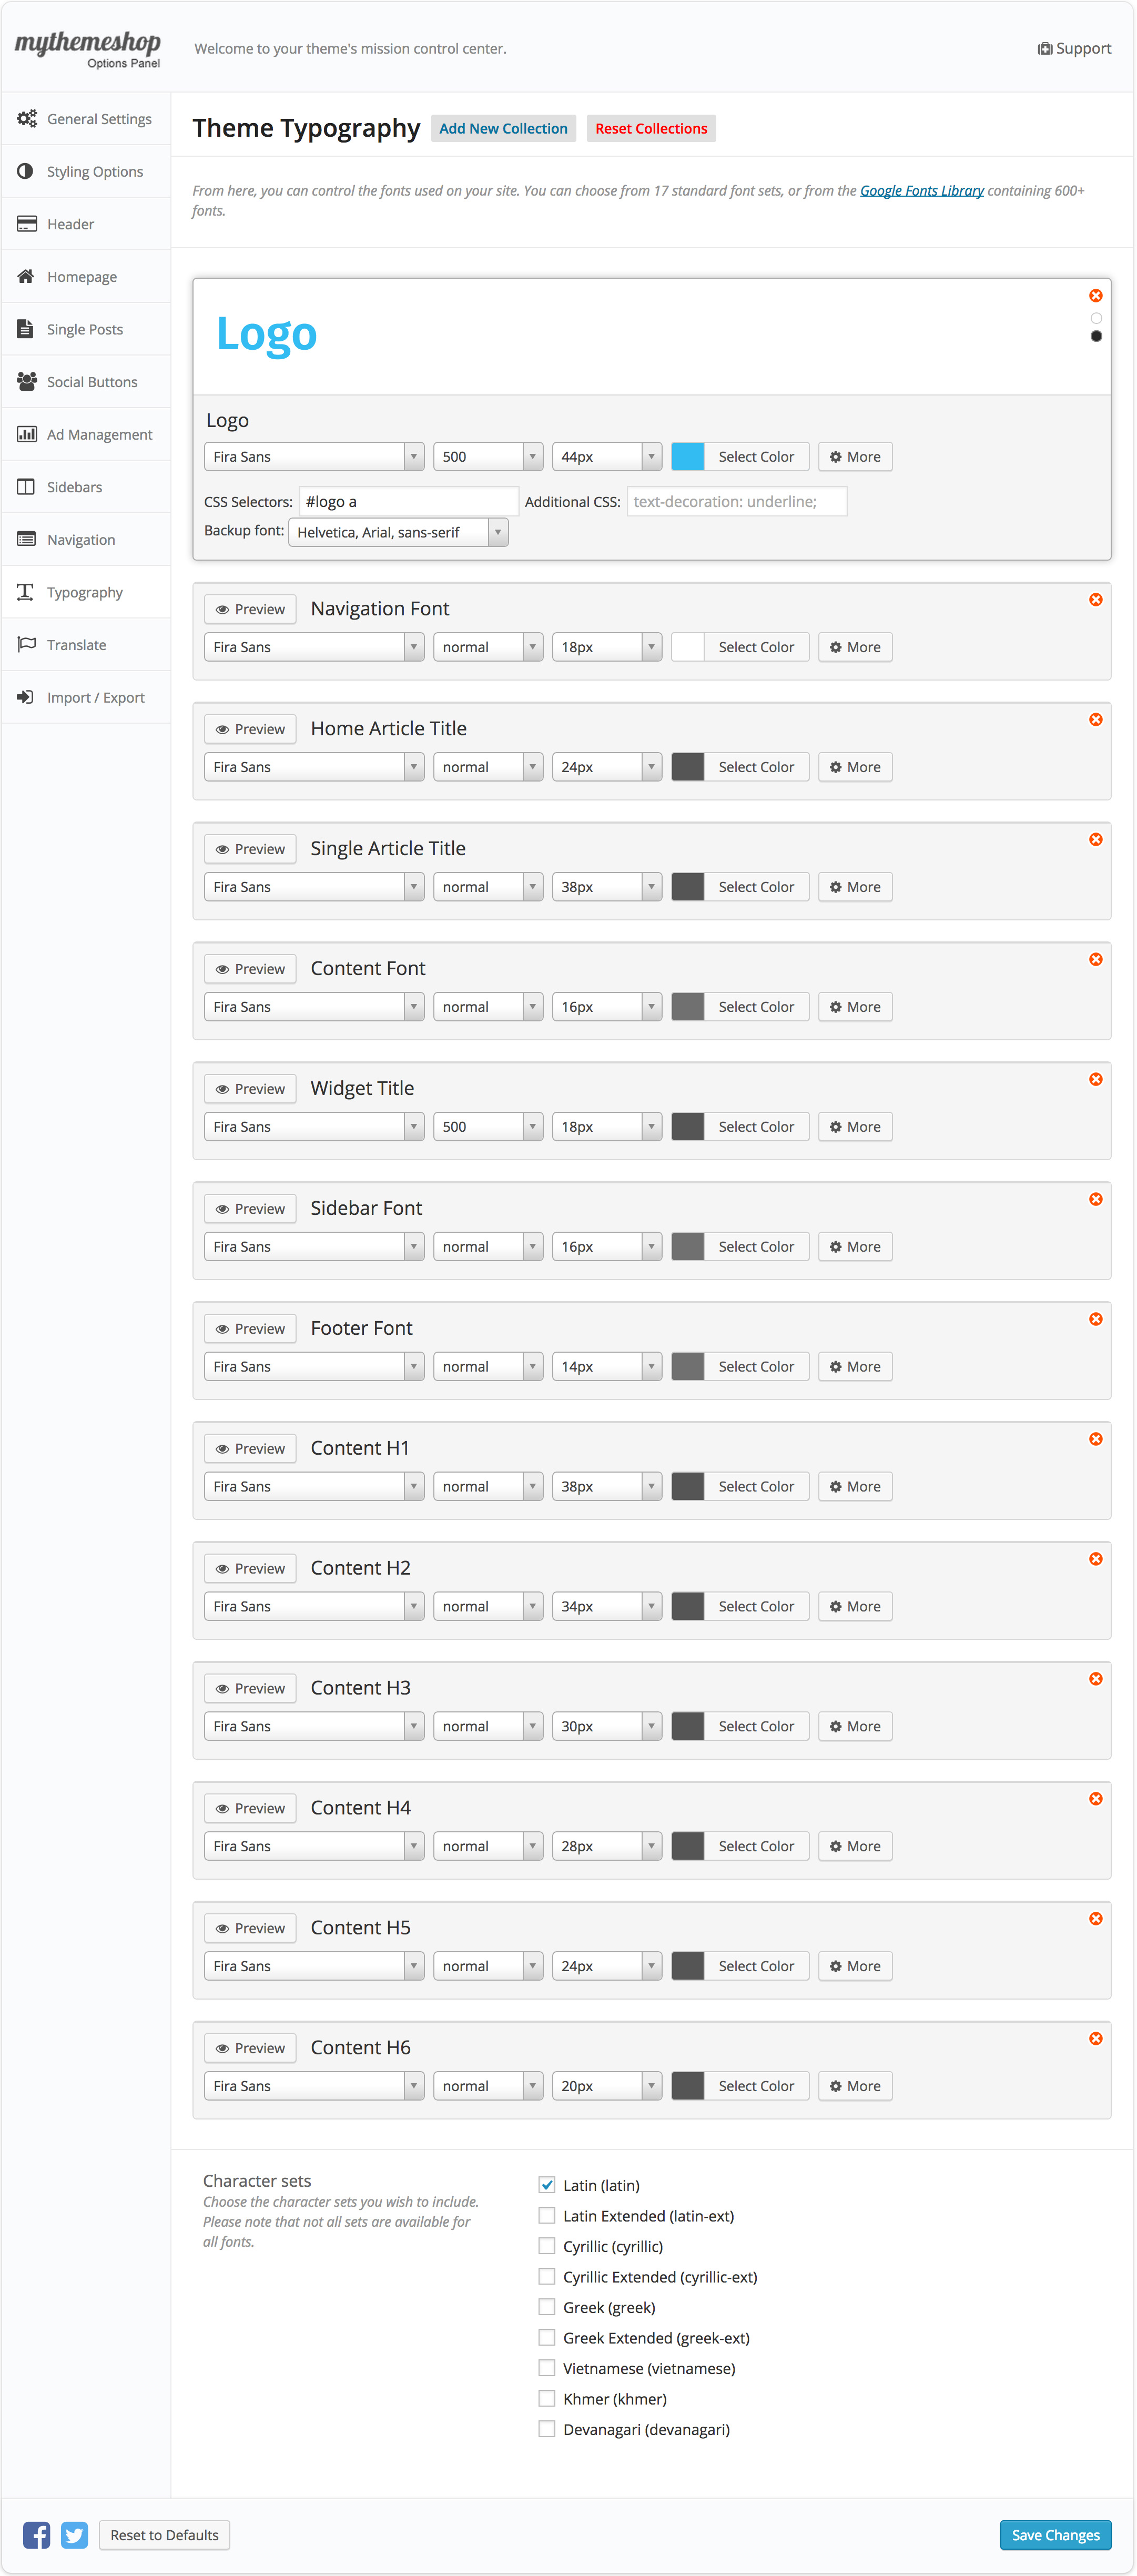 mythemeshop
Options Panel
Welcome to your theme's mission control center.
Support
General Settings
Styling Options
Header
Homepage
Single Posts
Social Buttons
Ad Management
Sidebars
Navigation
Typography
Translate
Import / Export
Theme Typography Add New Collection Reset Collections
From here, you can control the fonts used on your site. You can choose from 17 standard font sets, or from the Google Fonts Library containing 600+
fonts.
Logo
Logo
Fira Sans 500 44px Select Color More
CSS Selectors: #logo a Additional CSS: text-decoration: underline;
Backup font: Helvetica, Arial, sans-serif
Preview Navigation Font
Fira Sans normal 18px Select Color More
Preview Home Article Title
Fira Sans normal 24px Select Color More
Preview Single Article Title
Fira Sans normal 38px Select Color More
Preview Content Font
Fira Sans normal 16px Select Color More
Preview Widget Title
Fira Sans 500 18px Select Color More
Preview Sidebar Font
Fira Sans normal 16px Select Color More
Preview Footer Font
Fira Sans normal 14px Select Color More
Preview Content H1
Fira Sans normal 38px Select Color More
Preview Content H2
Fira Sans normal 34px Select Color More
Preview Content H3
Fira Sans normal 30px Select Color More
Preview Content H4
Fira Sans normal 28px Select Color More
Preview Content H5
Fira Sans normal 24px Select Color More
Preview Content H6
Fira Sans normal 20px Select Color More
Character sets
Choose the character sets you wish to include.
Please note that not all sets are available for
all fonts.
Latin (latin)
Latin Extended (latin-ext)
Cyrillic (cyrillic)
Cyrillic Extended (cyrillic-ext)
Greek (greek)
Greek Extended (greek-ext)
Vietnamese (vietnamese)
Khmer (khmer)
Devanagari (devanagari)
Reset to Defaults
Save Changes